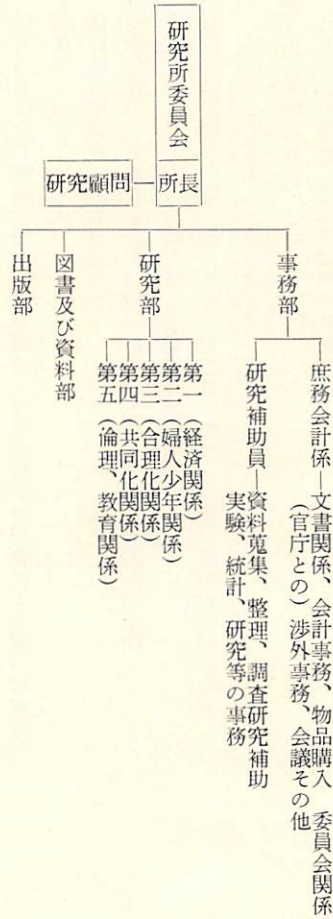 研究所委員会
所長
研究顧問
事務部
庶務会計係―文書関係、会計事務、物品購入 委員会関係
（官庁との）渉外事務、会議その他
研究補助員―資料蒐集、整理、調査研究補助
実験、統計、研究等の事務
研究部
第一（経済関係）
第二（婦人少年関係）
第三（合理化関係）
第四（共同化関係）
第五（倫理、教育関係）
図書及び資料部
出版部